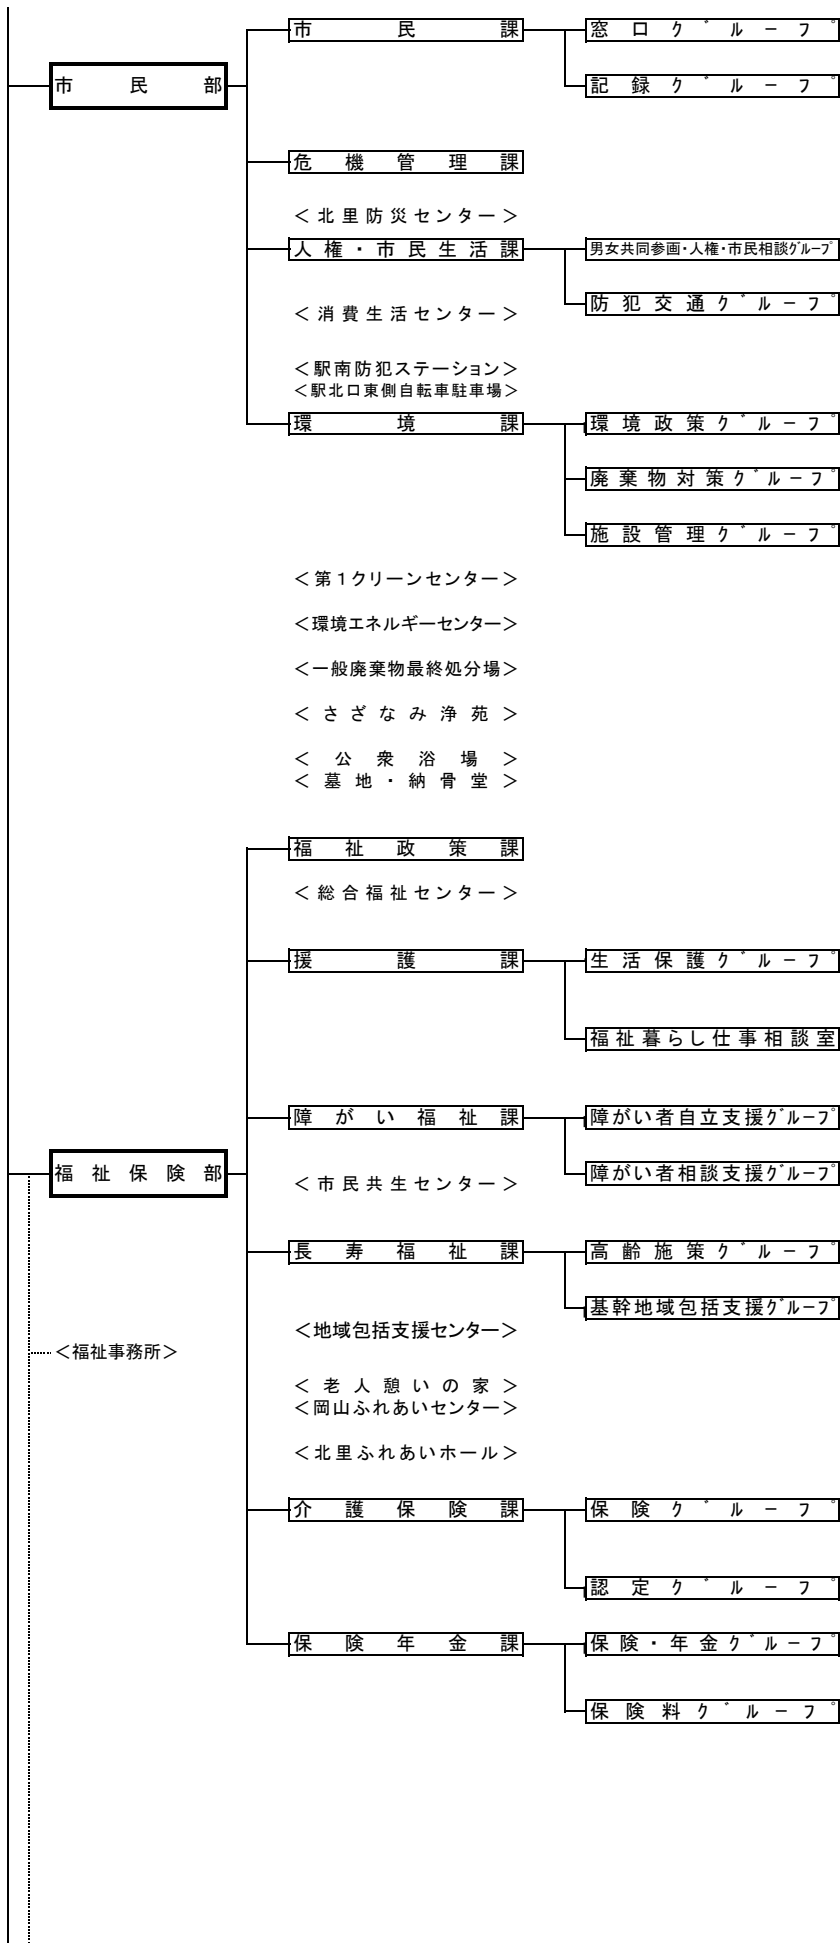 市民課 窓口グループ
市民部 記録グループ
危機管理課
＜北里防災センター＞
人権・市民生活課 男女共同参画・人権・市民相談グループ
防犯交通グループ
＜消費生活センター＞
＜駅南防犯ステーション＞
＜駅北口東側自転車駐車場＞
環境課 環境政策グループ
廃棄物対策グループ
施設管理グループ
＜第１クリーンセンター＞
＜環境エネルギーセンター＞
＜一般廃棄物最終処分場＞
＜さざなみ浄苑＞
＜公衆浴場＞
＜墓地・納骨堂＞
福祉政策課
＜総合福祉センター＞
援護課 生活保護グループ
福祉暮らし仕事相談室
障がい福祉課 障がい者自立支援グループ
福祉保険部 障がい者相談支援グループ
＜市民共生センター＞
長寿福祉課 高齢施策グループ
基幹地域包括支援グループ
＜地域包括支援センター＞
＜福祉事務所＞
＜老人憩いの家＞
＜岡山ふれあいセンター＞
＜北里ふれあいホール＞
介護保険課 保険グループ
認定グループ
保険年金課 保険・年金グループ
保険料グループ